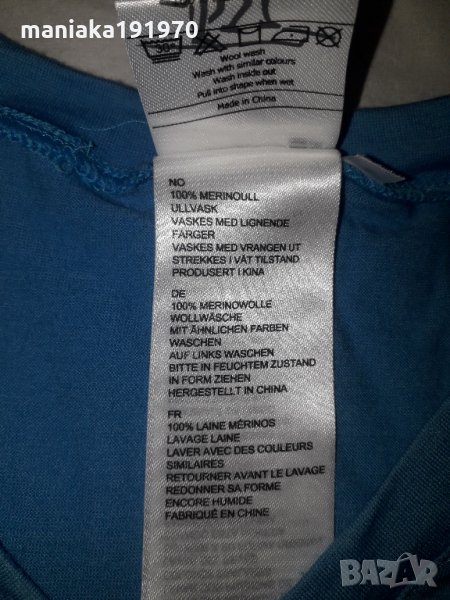 maniaka191970
30°
Wool wash
Wash with similar colours
Wash inside out
Pull into shape when wet
Made in China
NO
100% MERINOULL
ULLVASK
VASKES MED LIGNENDE
FARGER
VASKES MED VRANGEN UT
STREKKES I VÅT TILSTAND
PRODUSERT I KINA
DE
100% MERINOWOLLE
WOLLWÄSCHE
MIT ÄHNLICHEN FARBEN
WASCHEN
AUF LINKS WASCHEN
BITTE IN FEUCHTEM ZUSTAND
IN FORM ZIEHEN
HERGESTELLT IN CHINA
FR
100% LAINE MÉRINOS
LAVAGE LAINE
LAVER AVEC DES COULEURS
SIMILAIRES
RETOURNER AVANT LE LAVAGE
REDONNER SA FORME
ENCORE HUMIDE
FABRIQUÉ EN CHINE
BAZAR